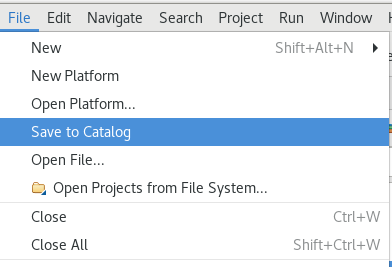 File Edit Navigate Search Project Run Window
New Shift+Alt+N
New Platform
Open Platform...
Save to Catalog
Open File...
Open Projects from File System...
Close Ctrl+W
Close All Shift+Ctrl+W